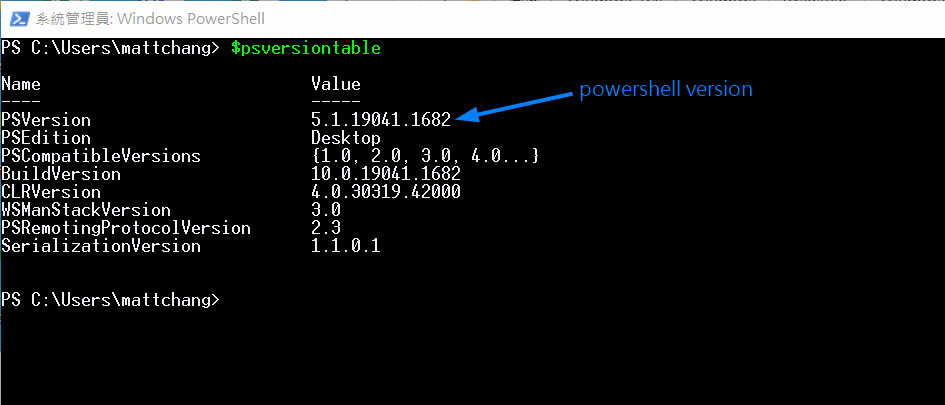 系統管理員: Windows PowerShell
PS C:\Users\mattchang> $psversiontable
Name                           Value
----                           -----
PSVersion                      5.1.19041.1682
powershell version
PSEdition                      Desktop
PSCompatibleVersions           {1.0, 2.0, 3.0, 4.0...}
BuildVersion                   10.0.19041.1682
CLRVersion                     4.0.30319.42000
WSManStackVersion              3.0
PSRemotingProtocolVersion      2.3
SerializationVersion           1.1.0.1
PS C:\Users\mattchang>